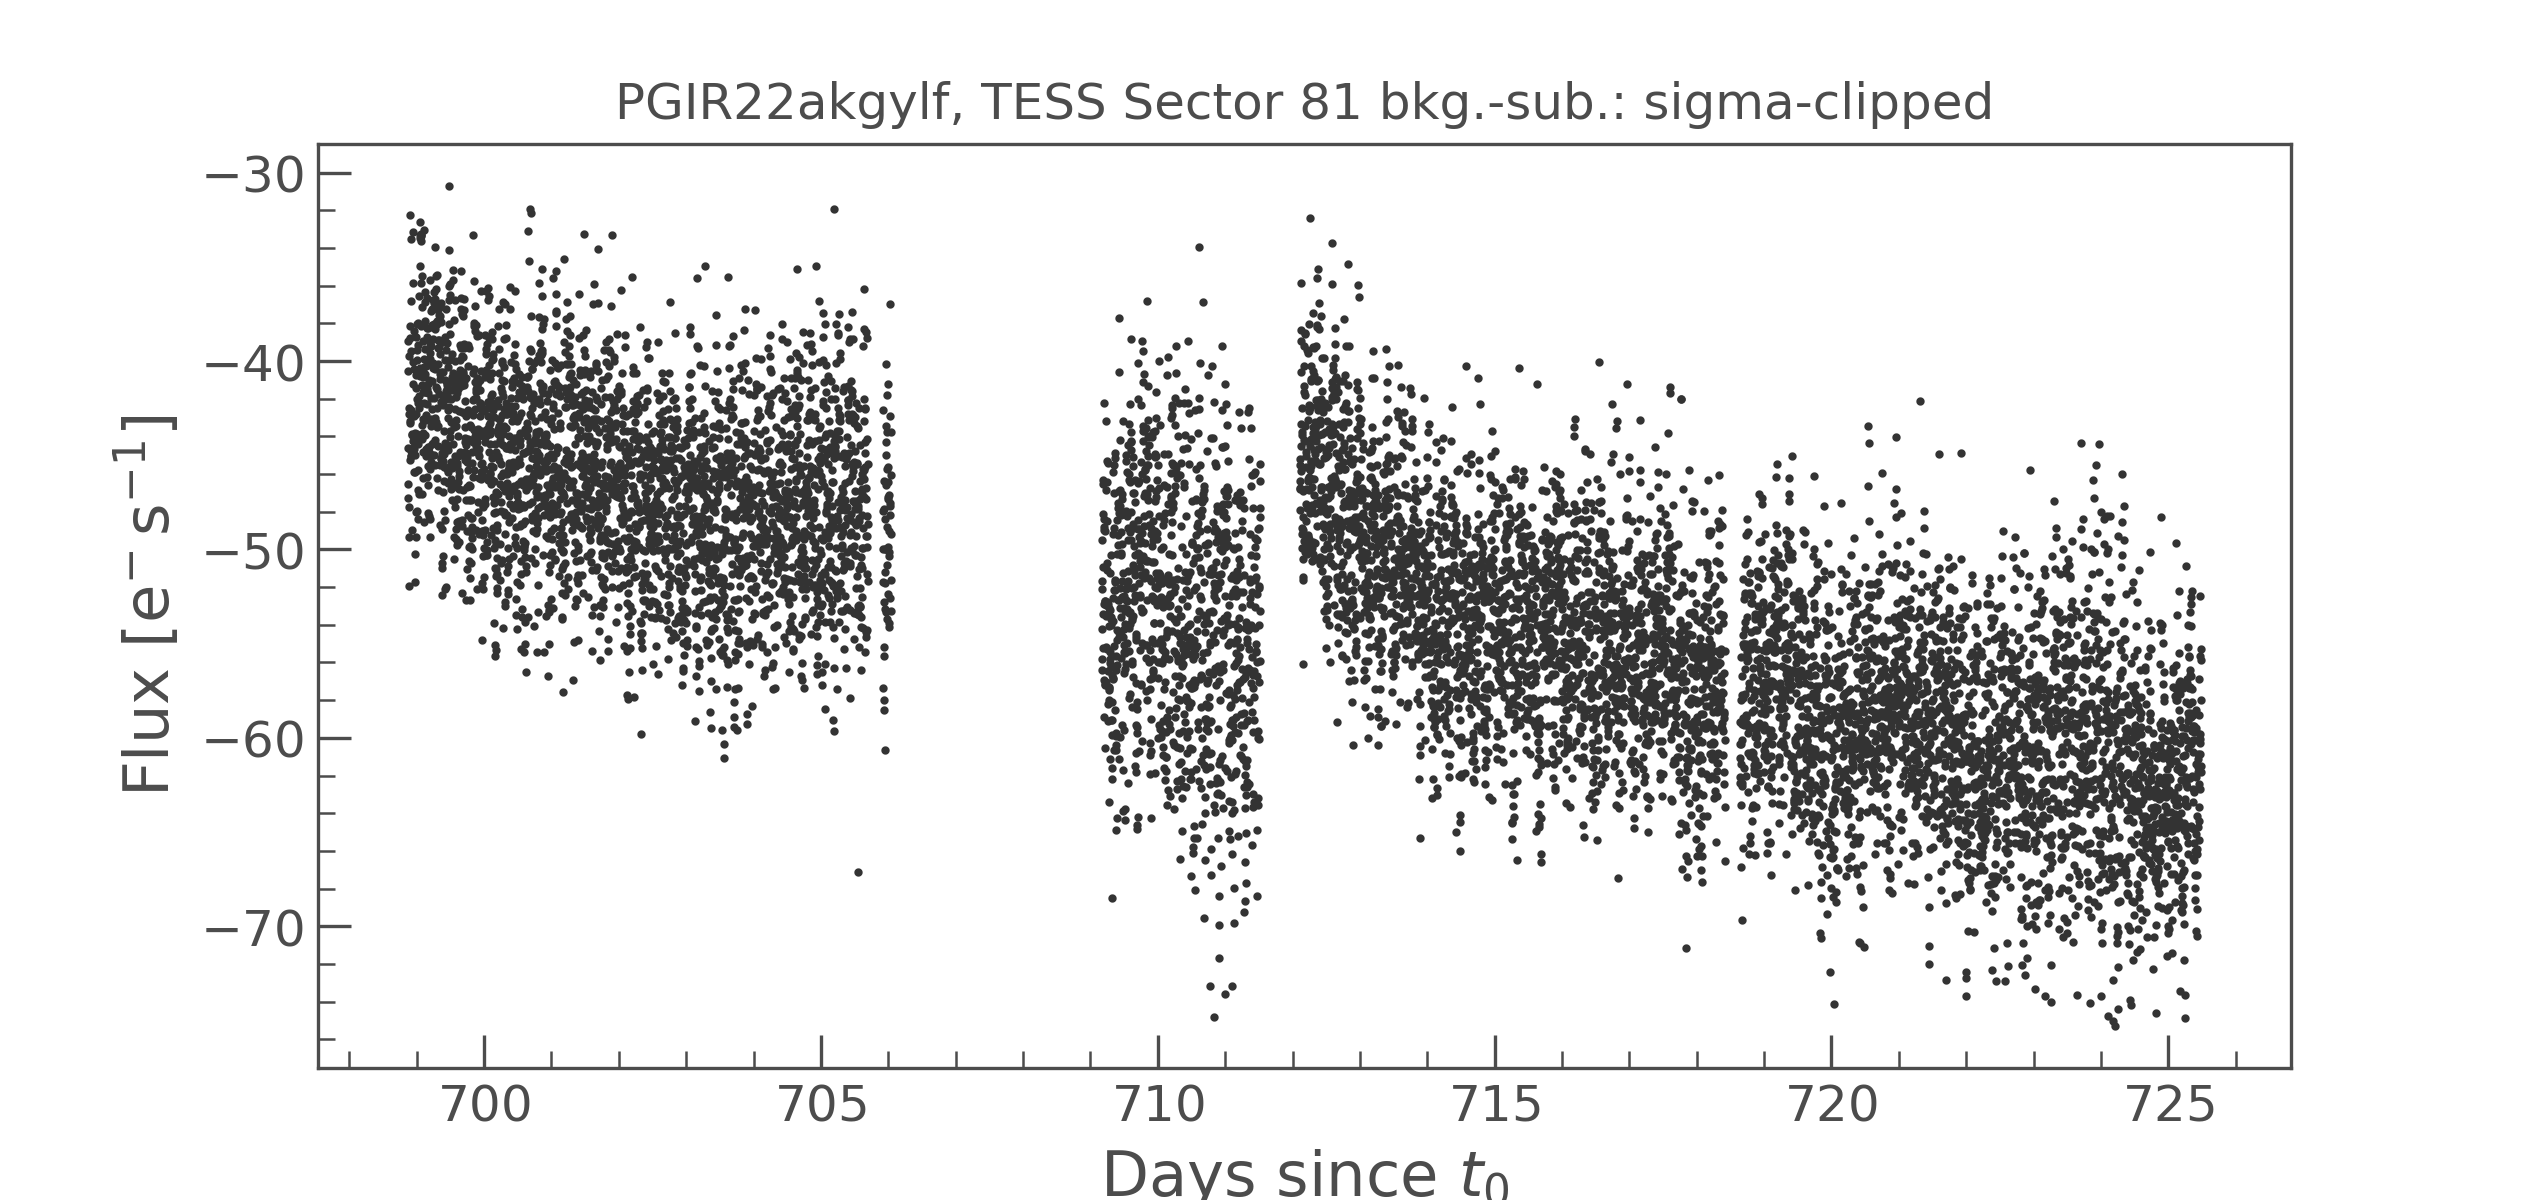 PGIR22akgylf, TESS Sector 81 bkg.-sub.: sigma-clipped
−30
−40
−50
−60
−70
Flux [e⁻ s⁻¹]
700 705 710 715 720 725
Days since t₀